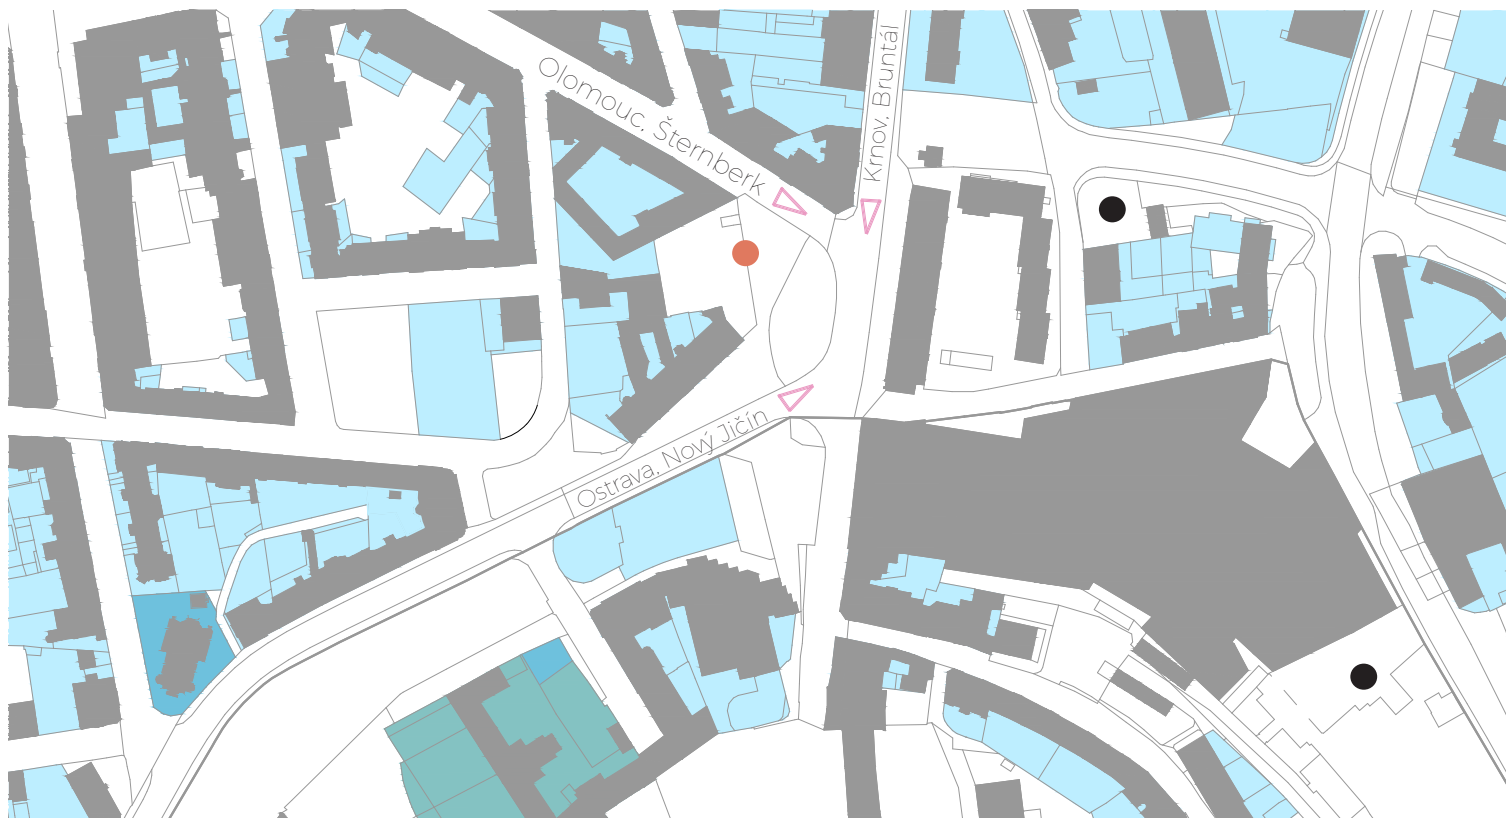 Olomouc, Šternberk
Krnov, Bruntál
Ostrava, Nový Jičín